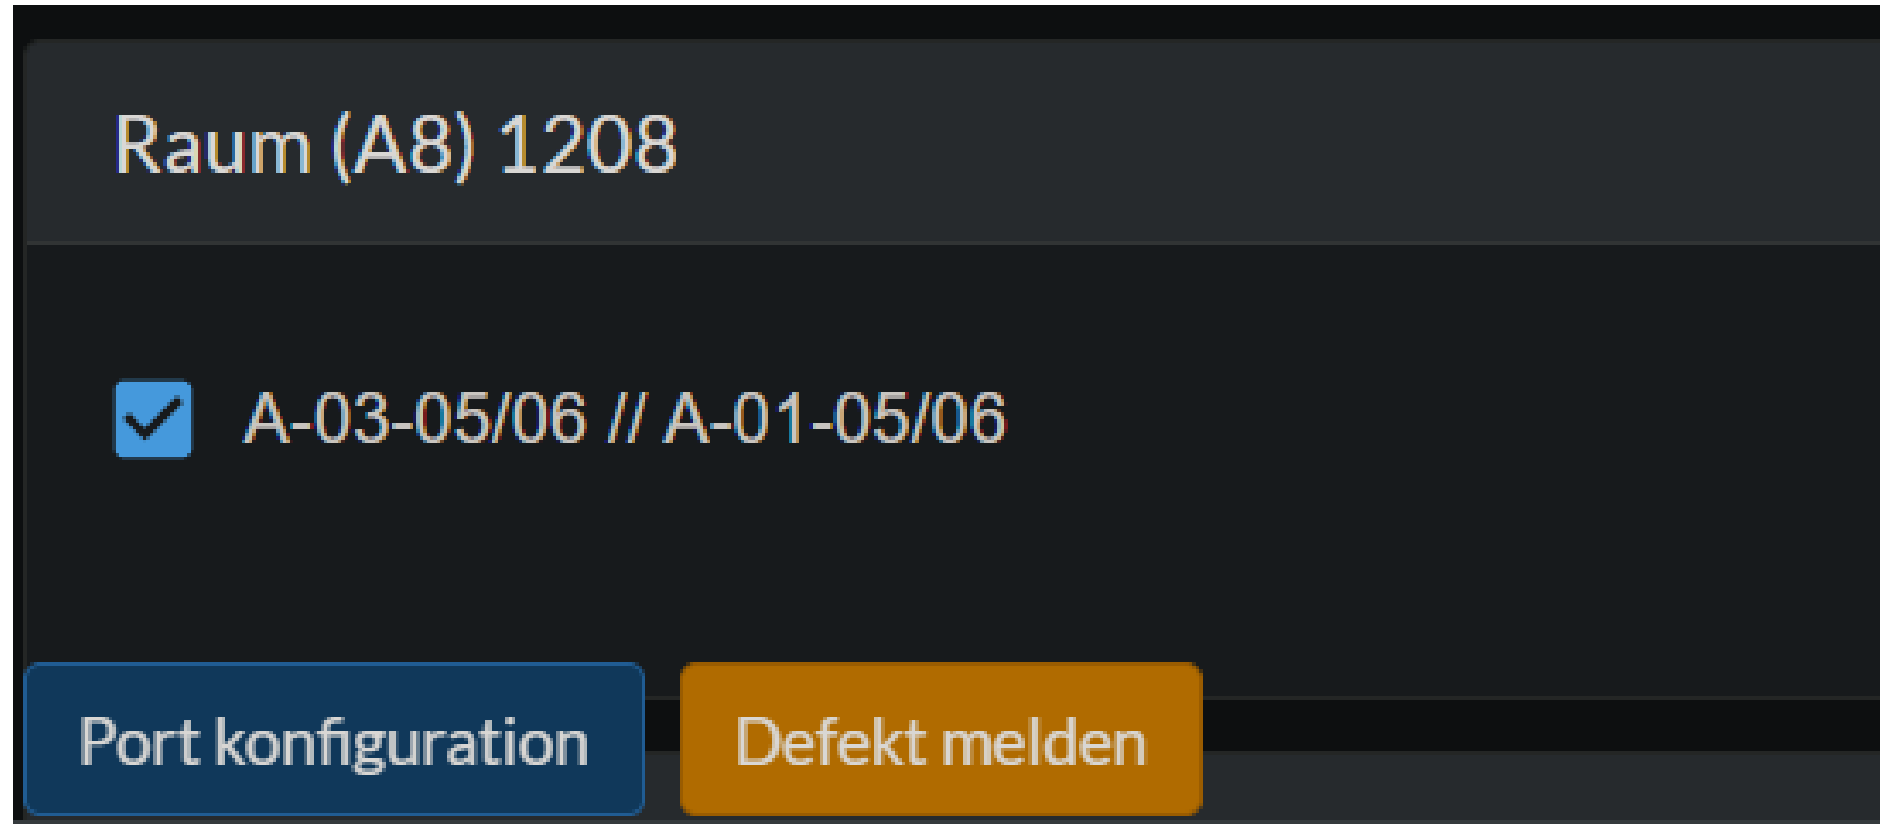 Raum (A8) 1208
A-03-05/06 // A-01-05/06
Port konfiguration
Defekt melden